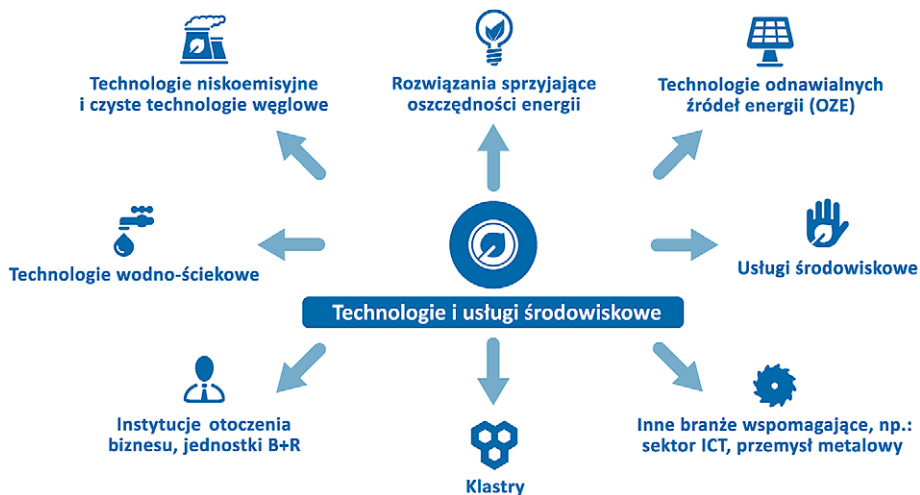 Technologie niskoemisyjne
i czyste technologie węglowe
Rozwiązania sprzyjające
oszczędności energii
Technologie odnawialnych
źródeł energii (OZE)
Technologie wodno-ściekowe
Usługi środowiskowe
Technologie i usługi środowiskowe
Instytucje otoczenia
biznesu, jednostki B+R
Klastry
Inne branże wspomagające, np.:
sektor ICT, przemysł metalowy